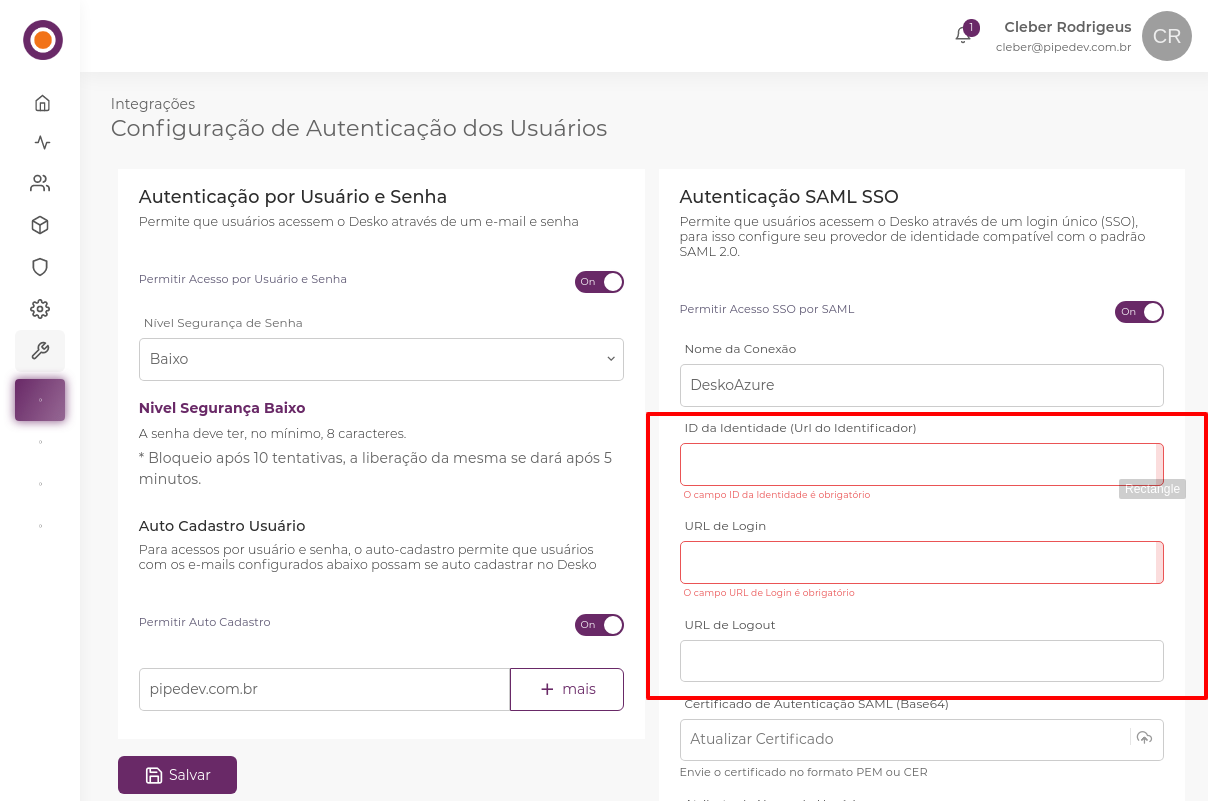 1
Cleber Rodrigeus
cleber@pipedev.com.br
CR
Integrações
Configuração de Autenticação dos Usuários
Autenticação por Usuário e Senha
Permite que usuários acessem o Desko através de um e-mail e senha
Permitir Acesso por Usuário e Senha
On
Nível Segurança de Senha
Baixo
Nivel Segurança Baixo
A senha deve ter, no mínimo, 8 caracteres.
* Bloqueio após 10 tentativas, a liberação da mesma se dará após 5
minutos.
Auto Cadastro Usuário
Para acessos por usuário e senha, o auto-cadastro permite que usuários
com os e-mails configurados abaixo possam se auto cadastrar no Desko
Permitir Auto Cadastro
On
pipedev.com.br
+ mais
Salvar
Autenticação SAML SSO
Permite que usuários acessem o Desko através de um login único (SSO),
para isso configure seu provedor de identidade compatível com o padrão
SAML 2.0.
Permitir Acesso SSO por SAML
On
Nome da Conexão
DeskoAzure
ID da Identidade (Url do Identificador)
O campo ID da Identidade é obrigatório
Rectangle
URL de Login
O campo URL de Login é obrigatório
URL de Logout
Certificado de Autenticação SAML (Base64)
Atualizar Certificado
Envie o certificado no formato PEM ou CER